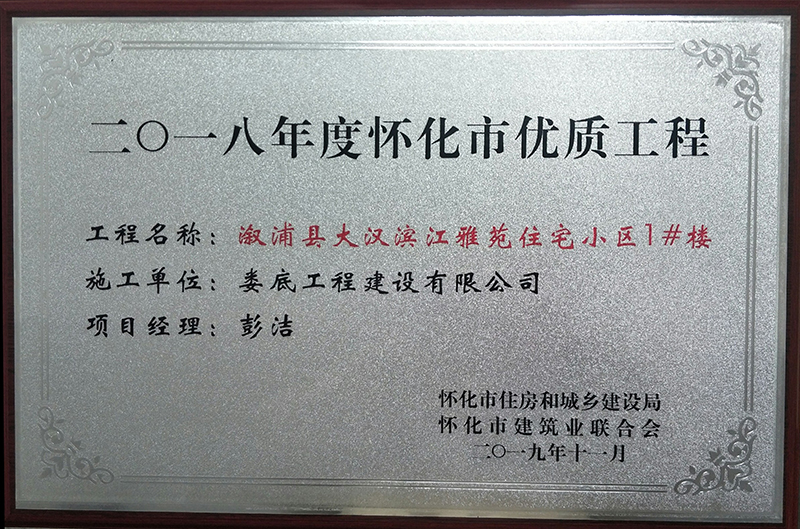 二〇一八年度怀化市优质工程
工程名称：溆浦县大汉滨江雅苑住宅小区1#楼
施工单位：娄底工程建设有限公司
项目经理：彭洁
怀化市住房和城乡建设局
怀化市建筑业联合会
二〇一九年十一月